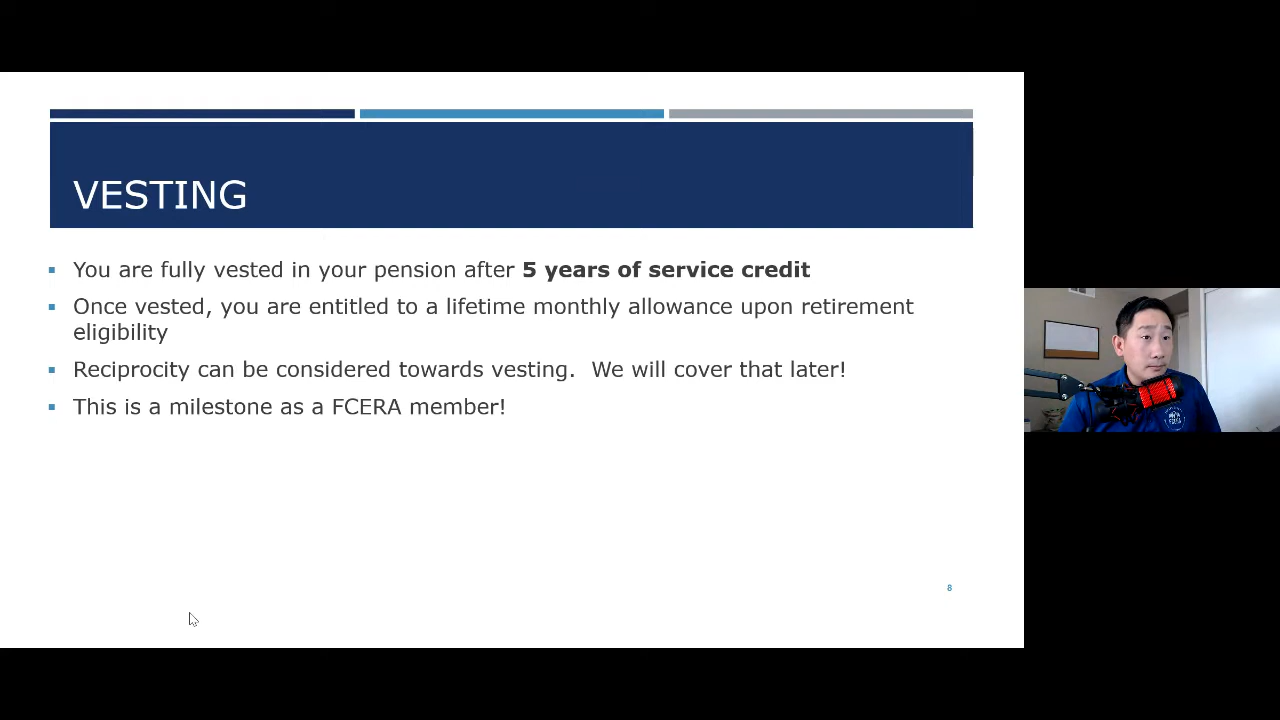 VESTING
You are fully vested in your pension after 5 years of service credit
Once vested, you are entitled to a lifetime monthly allowance upon retirement
eligibility
Reciprocity can be considered towards vesting.  We will cover that later!
This is a milestone as a FCERA member!
8